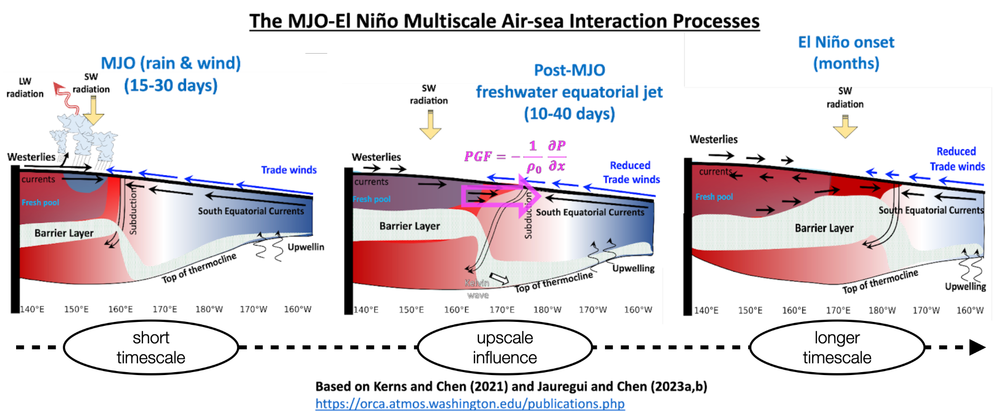 The MJO-El Niño Multiscale Air-sea Interaction Processes
MJO (rain & wind)
(15-30 days)
LW
radiation
SW
radiation
Westerlies
Trade winds
currents
Fresh pool
Subduction
South Equatorial Currents
Barrier Layer
Upwellin
Top of thermocline
140°E 150°E 160°E 170°E 180°W 170°W 160°W
Post-MJO
freshwater equatorial jet
(10-40 days)
SW
radiation
PGF = - 1/ρ₀ ∂P/∂x
Westerlies
Reduced
Trade winds
currents
Fresh pool
Subduction
South Equatorial Currents
Barrier Layer
Upwelling
Kelvin
wave
Top of thermocline
140°E 150°E 160°E 170°E 180°W 170°W 160°W
El Niño onset
(months)
SW
radiation
Westerlies
Reduced
Trade winds
currents
Fresh pool
South Equatorial Currents
Barrier Layer
Top of thermocline
Upwelling
140°E 150°E 160°E 170°E 180°W 170°W 160°W
short
timescale
upscale
influence
longer
timescale
Based on Kerns and Chen (2021) and Jauregui and Chen (2023a,b)
https://orca.atmos.washington.edu/publications.php